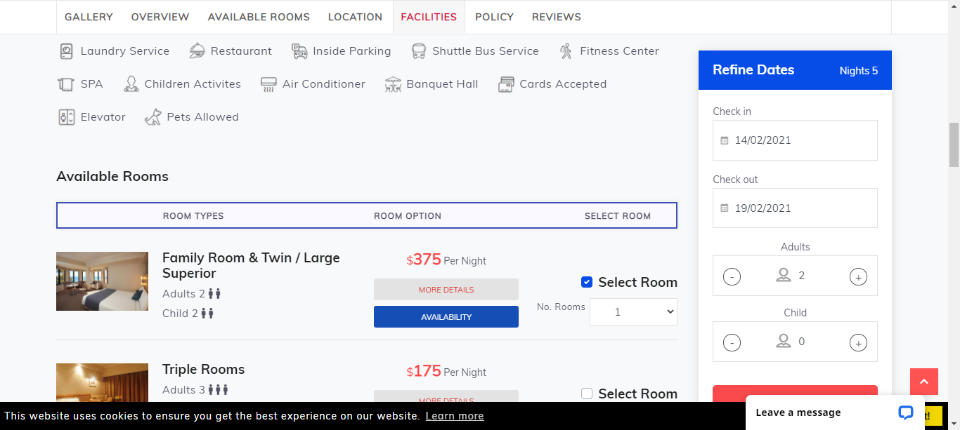 GALLERY OVERVIEW AVAILABLE ROOMS LOCATION FACILITIES POLICY REVIEWS
Laundry Service Restaurant Inside Parking Shuttle Bus Service Fitness Center
SPA Children Activites Air Conditioner Banquet Hall Cards Accepted
Elevator Pets Allowed
Available Rooms
ROOM TYPES ROOM OPTION SELECT ROOM
Family Room & Twin / Large
Superior
Adults 2
Child 2
$375 Per Night
MORE DETAILS
AVAILABILITY
Select Room
No. Rooms 1
Triple Rooms
Adults 3
$175 Per Night
MORE DETAILS
Select Room
Refine Dates Nights 5
Check in
14/02/2021
Check out
19/02/2021
Adults
- 2 +
Child
- 0 +
This website uses cookies to ensure you get the best experience on our website. Learn more
Leave a message